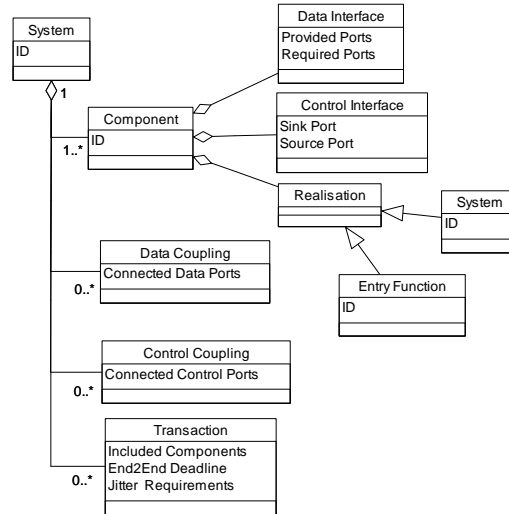 System
ID
1
Component
ID
1..*
Data Interface
Provided Ports
Required Ports
Control Interface
Sink Port
Source Port
Realisation
System
ID
Entry Function
ID
Data Coupling
Connected Data Ports
0..*
Control Coupling
Connected Control Ports
0..*
Transaction
Included Components
End2End Deadline
Jitter Requirements
0..*